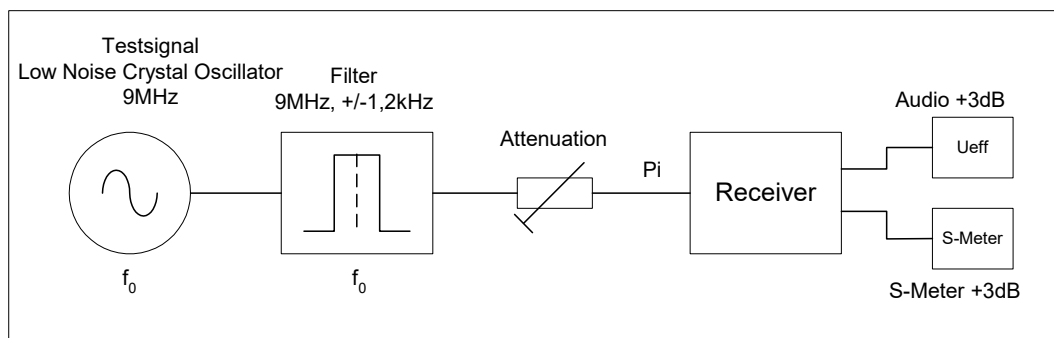 Testsignal
Low Noise Crystal Oscillator
9MHz
Filter
9MHz, +/-1,2kHz
Attenuation
Pi
Receiver
Audio +3dB
Ueff
S-Meter
S-Meter +3dB
f0
f0